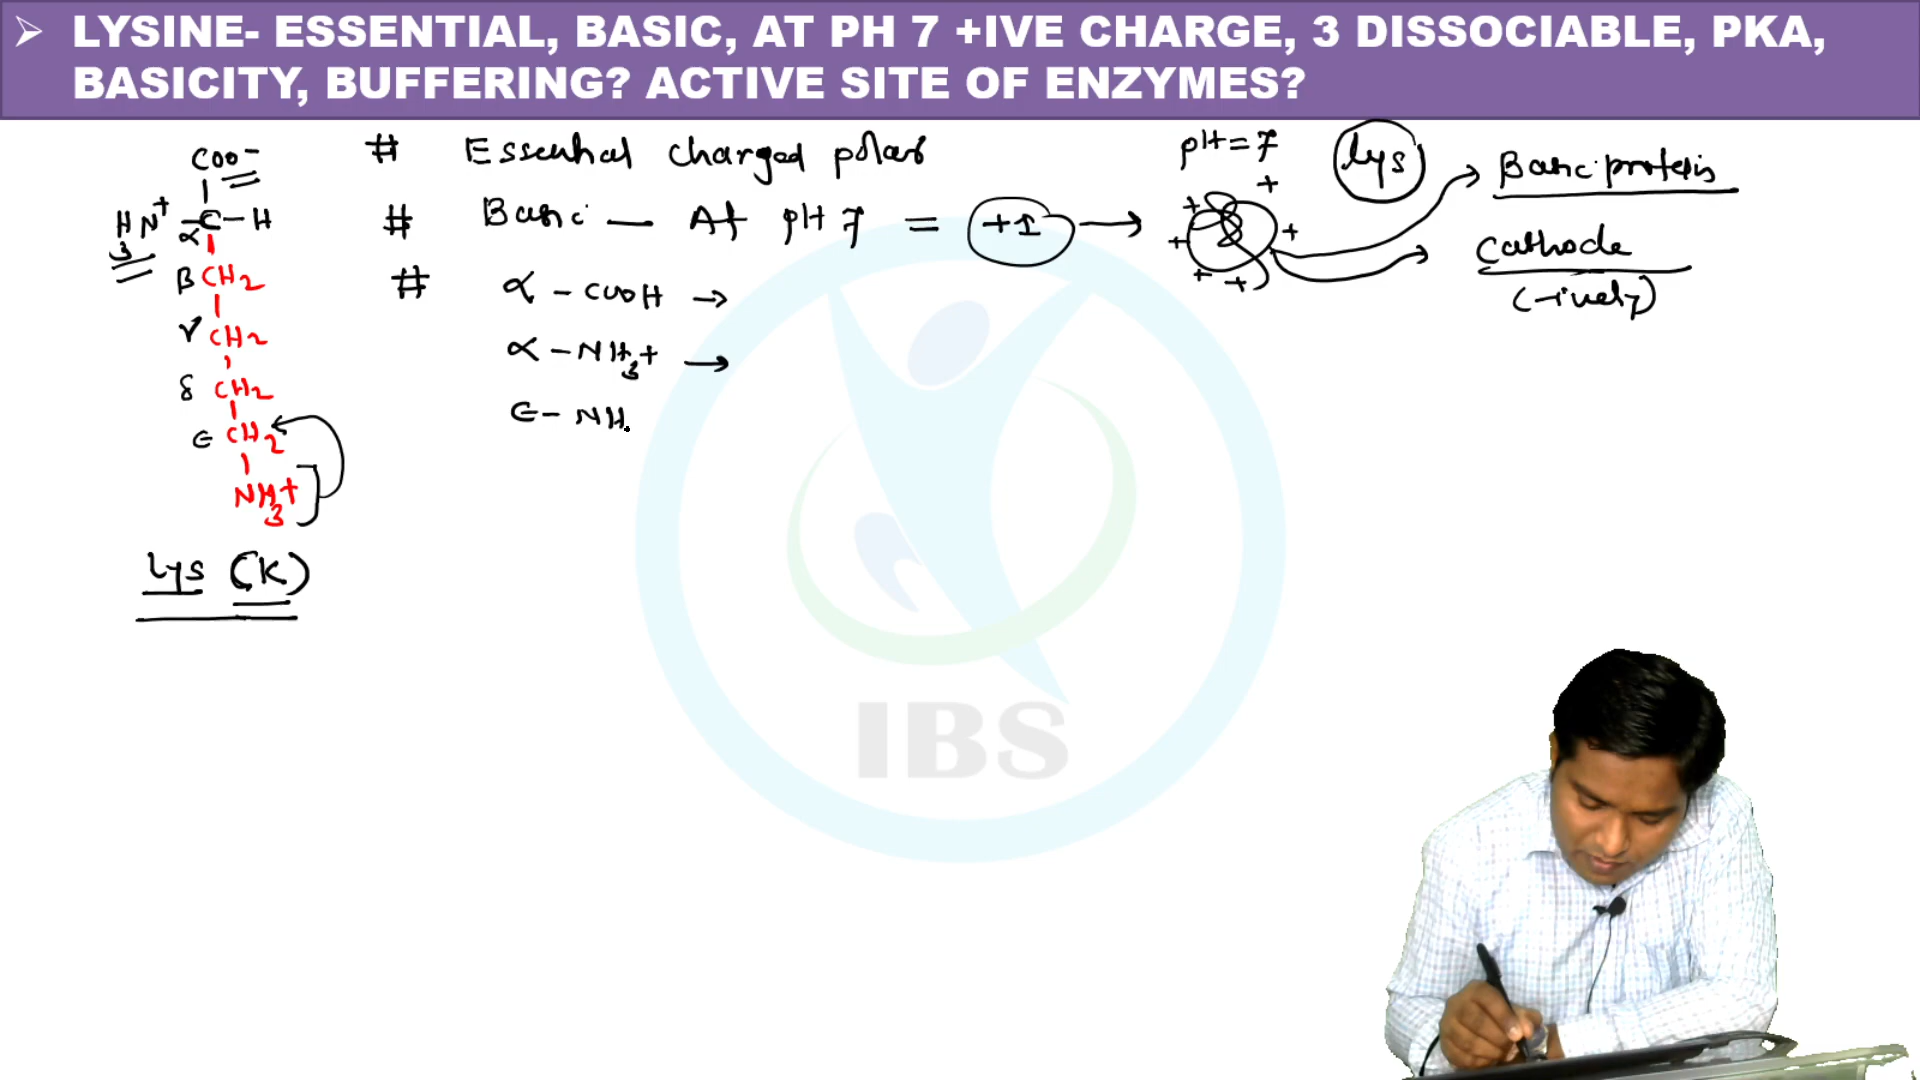 LYSINE- ESSENTIAL, BASIC, AT PH 7 +IVE CHARGE, 3 DISSOCIABLE, PKA,
BASICITY, BUFFERING? ACTIVE SITE OF ENZYMES?
COO-
H3N+ - C - H
α
β CH2
γ CH2
δ CH2
ϵ CH2
NH3+
Lys (K)
# Essential charged polar
# Basic — At pH 7 = +1 →
# α - COOH →
α - NH3+ →
ϵ - NH
pH = 7
Lys
+ + + + + +
Basic protein
Cathode
(-ively)
IBS